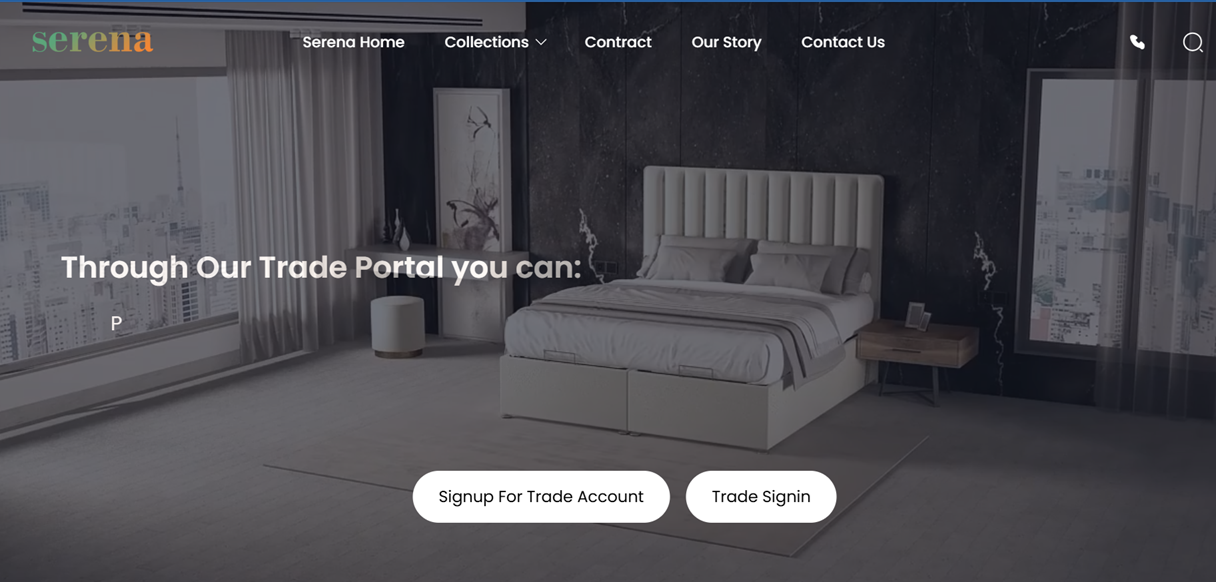 serena
Serena Home Collections Contract Our Story Contact Us
Through Our Trade Portal you can:
P
Signup For Trade Account Trade Signin